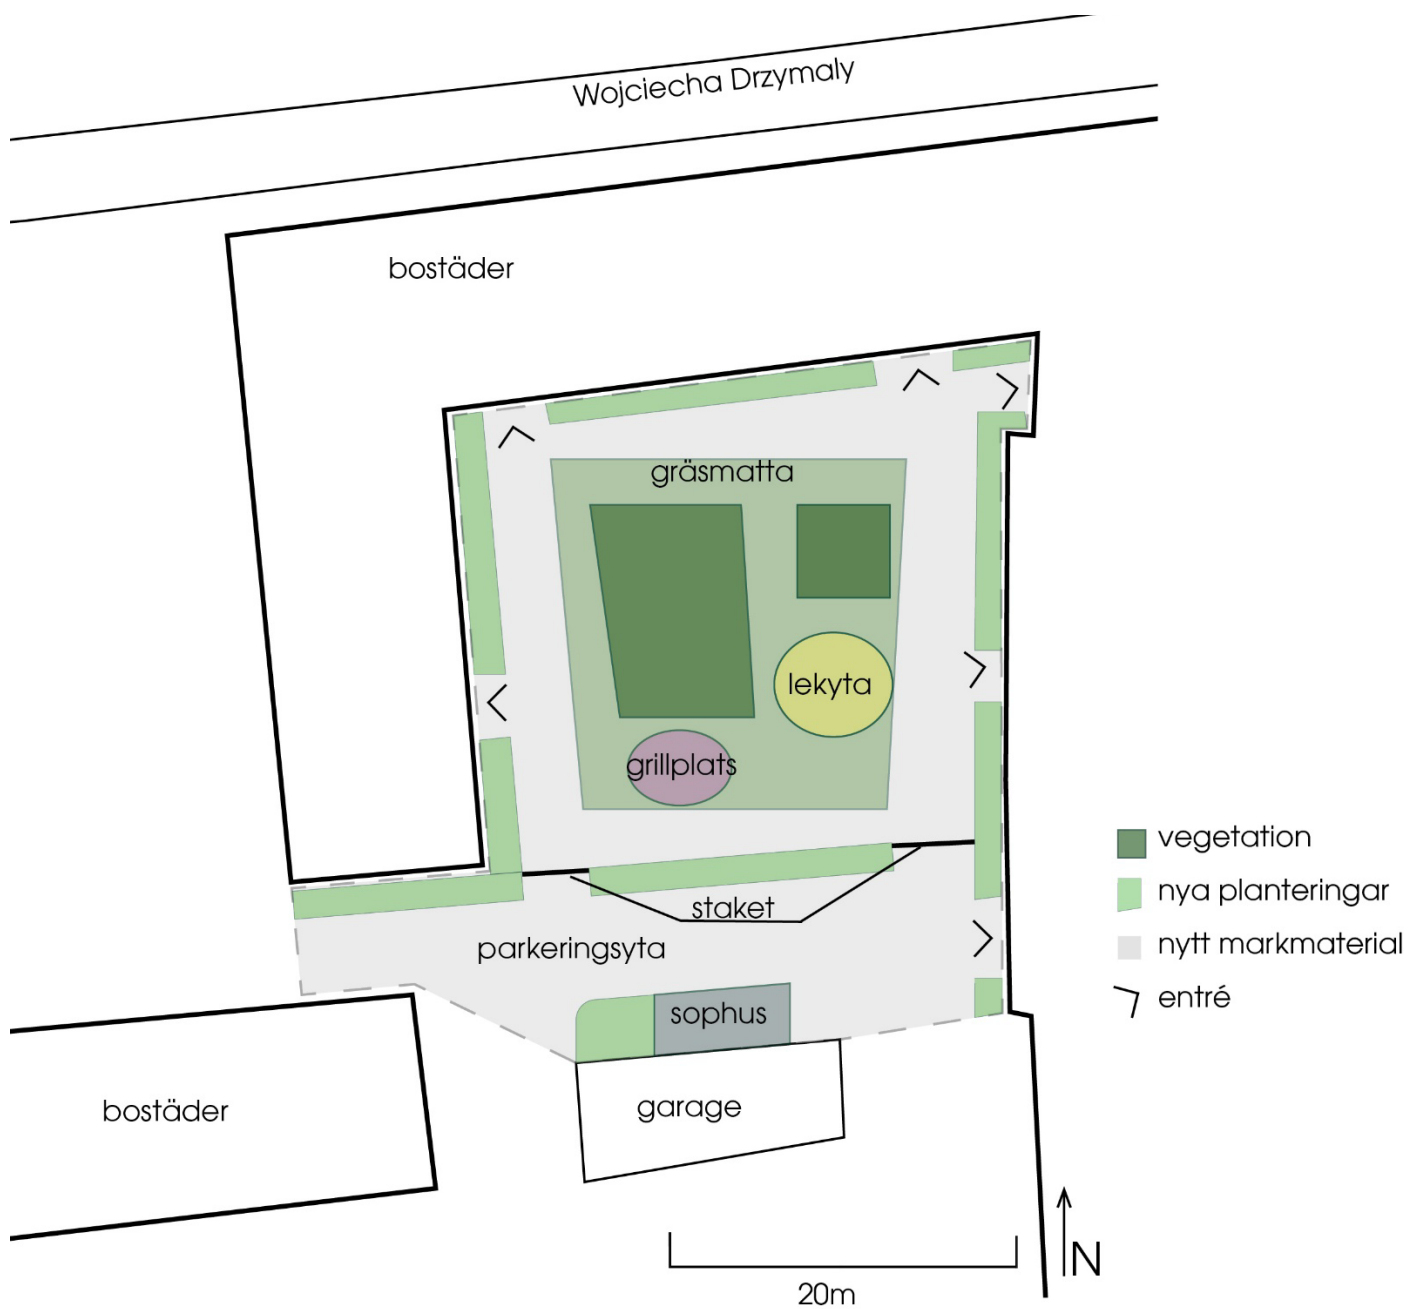 Wojciecha Drzymaly
bostäder
gräsmatta
lekyta
grillplats
vegetation
nya planteringar
staket
parkeringsyta
nytt markmaterial
entré
sophus
bostäder
garage
N
20m